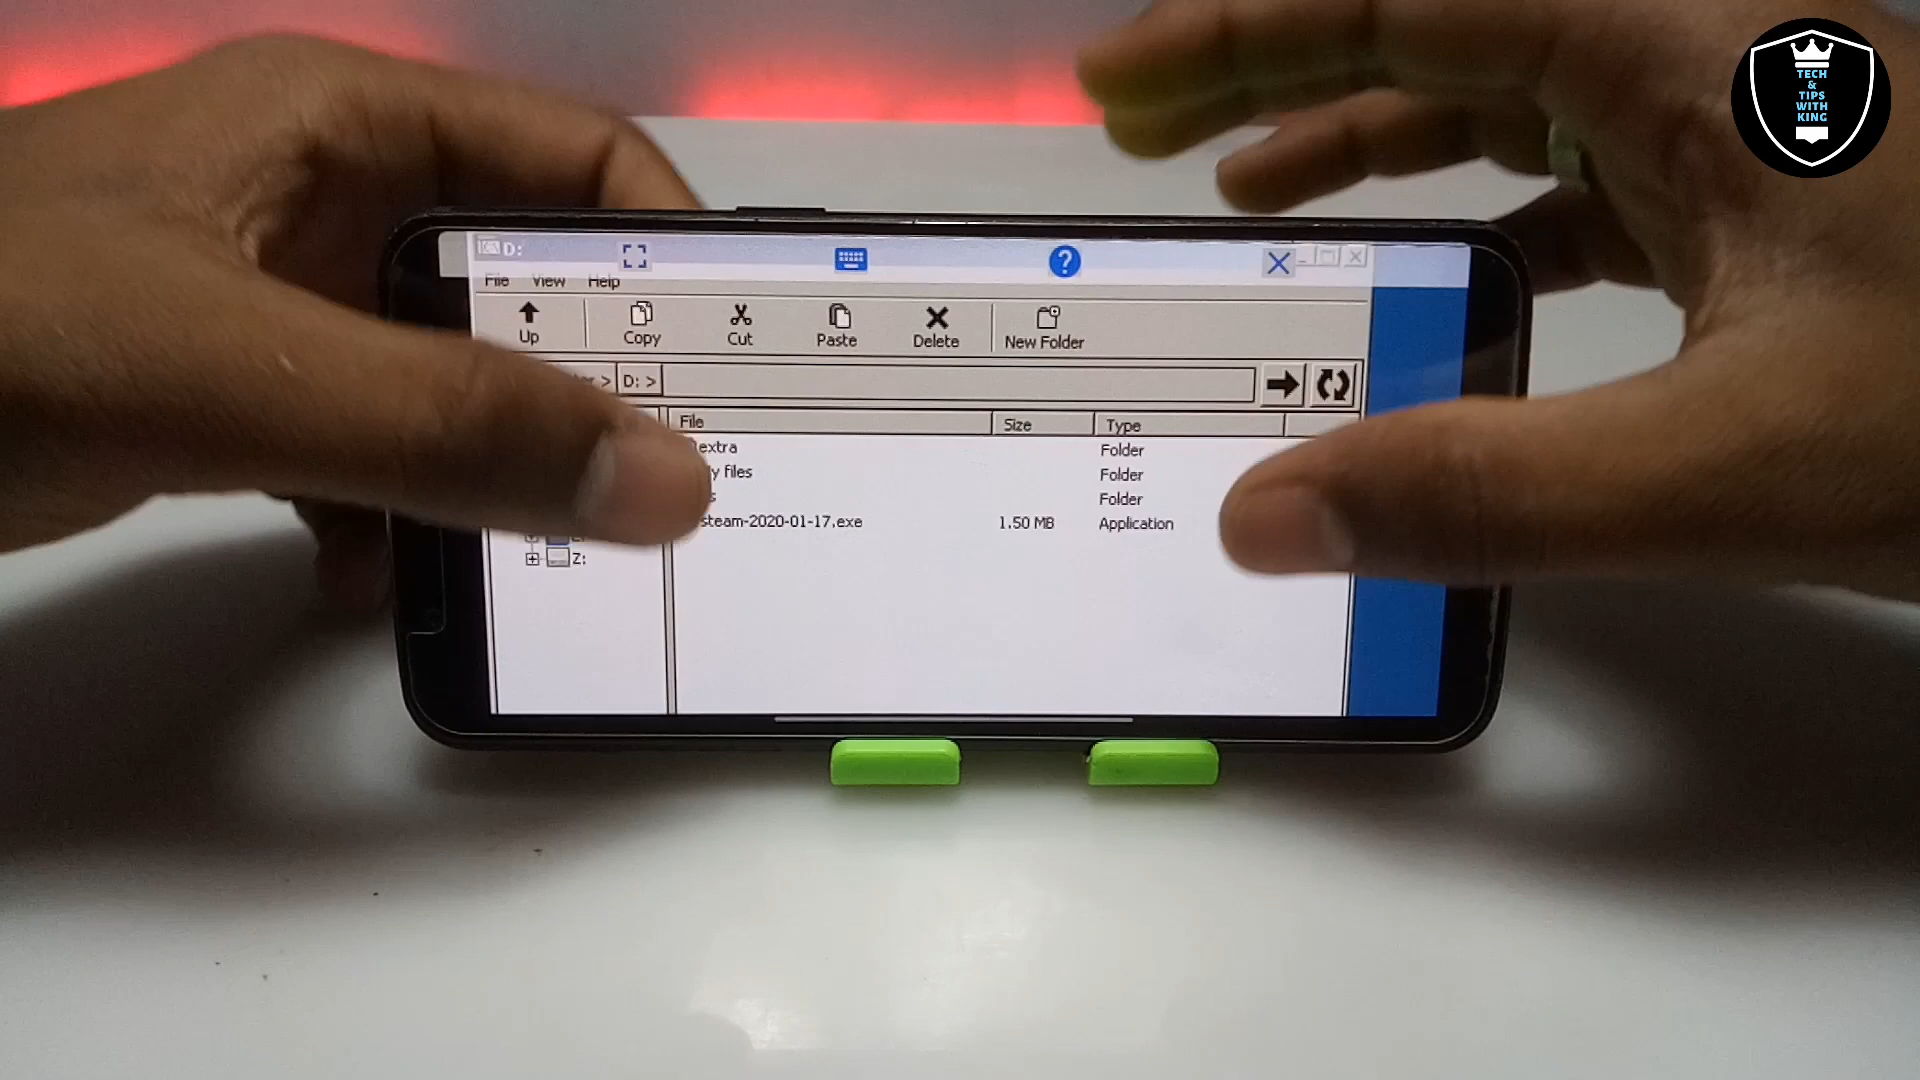 TECH
&
TIPS
WITH
KING
D:
File View Help
Up Copy Cut Paste Delete New Folder
> D: >
File Size Type
extra Folder
files Folder
Folder
steam-2020-01-17.exe 1.50 MB Application
Z: